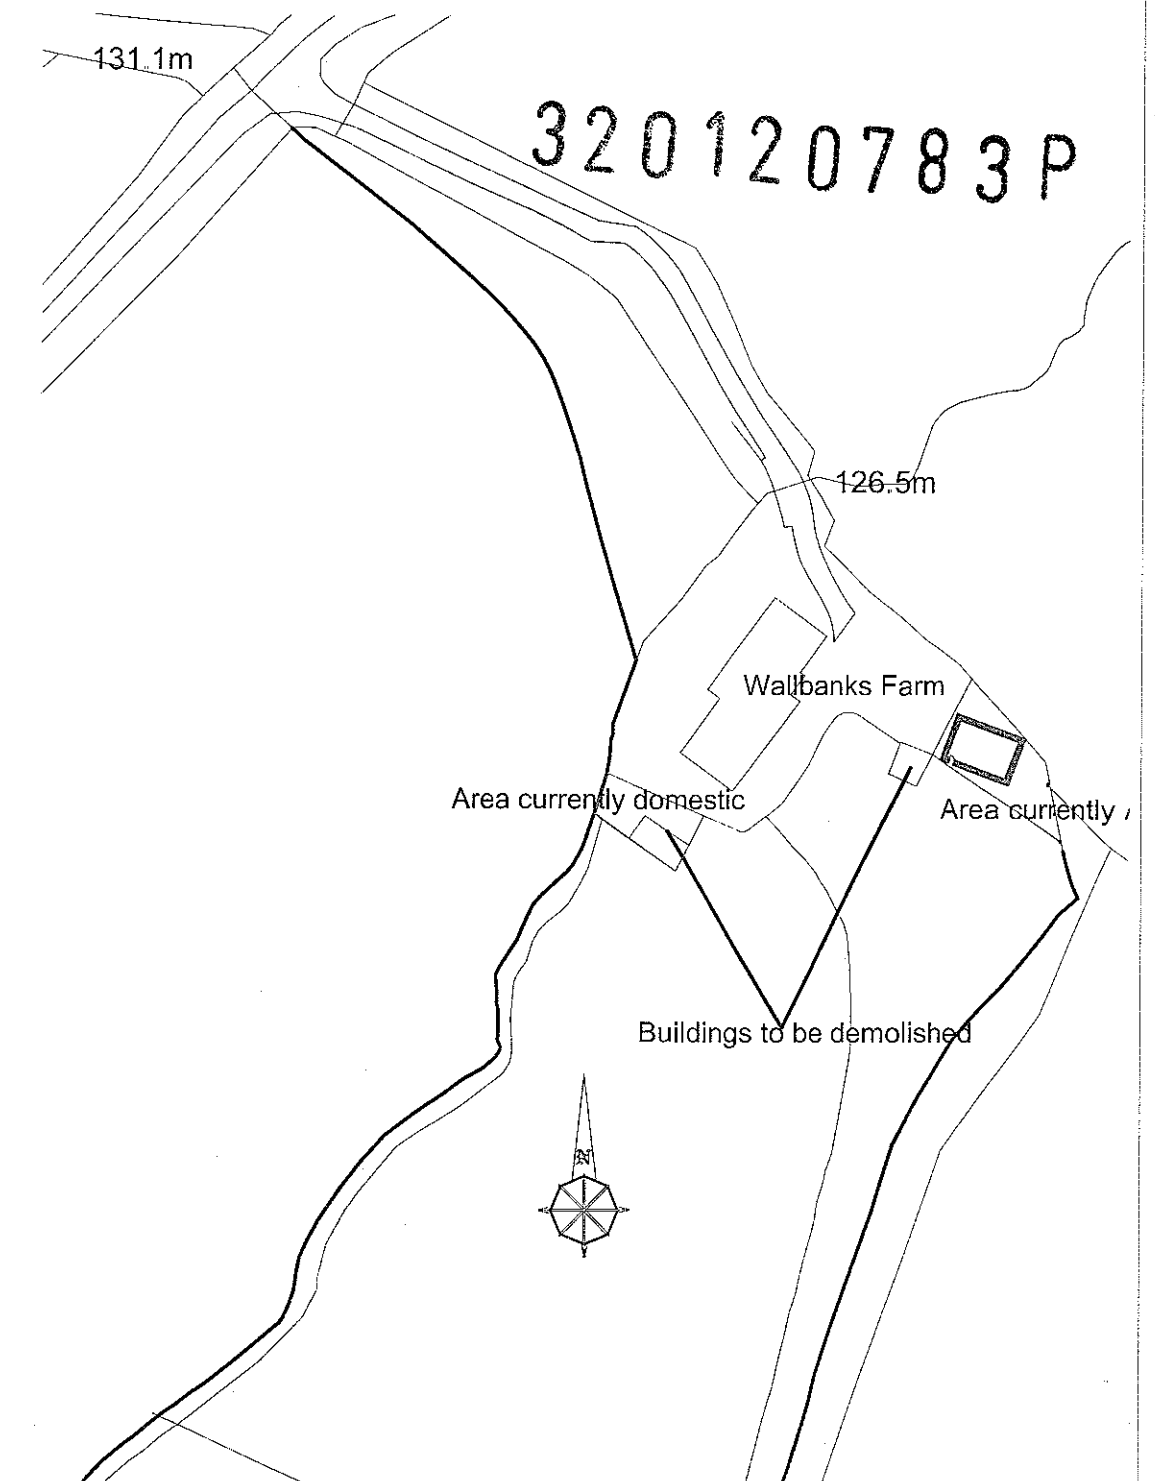 131.1m
320120783P
126.5m
Wallbanks Farm
Area currently domestic
Area currently
Buildings to be demolished
N